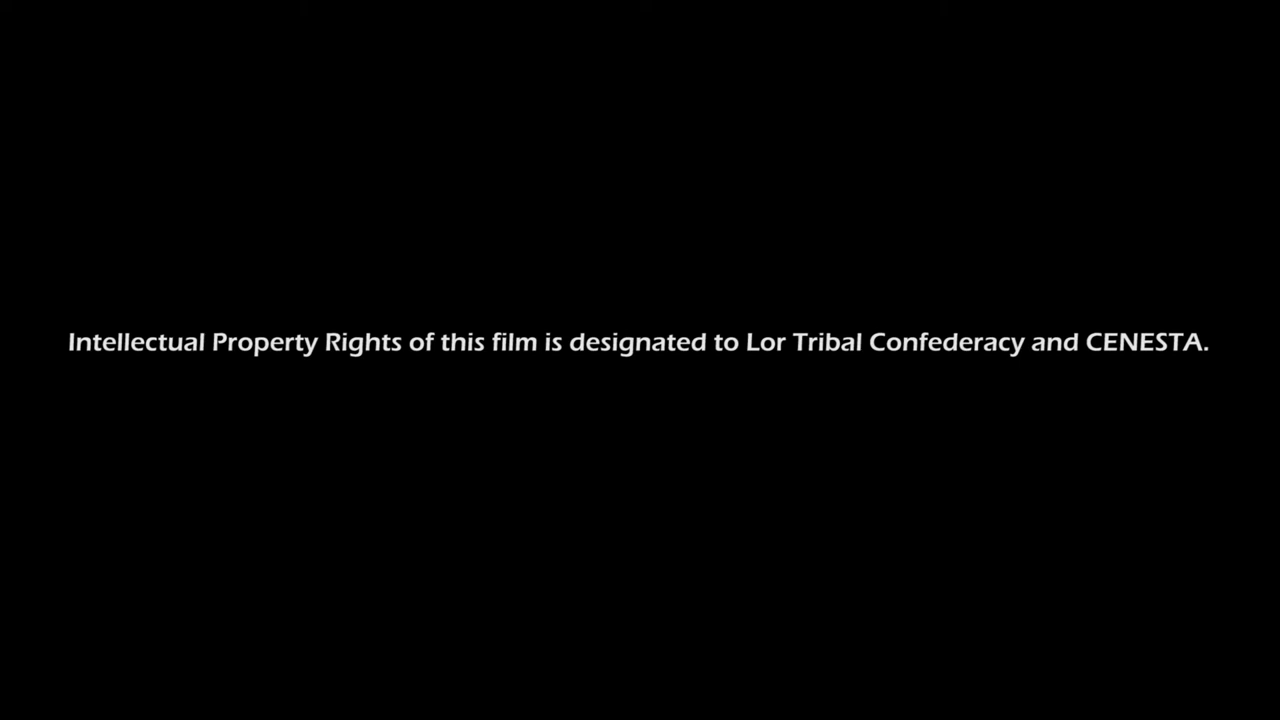 Intellectual Property Rights of this film is designated to Lor Tribal Confederacy and CENESTA.